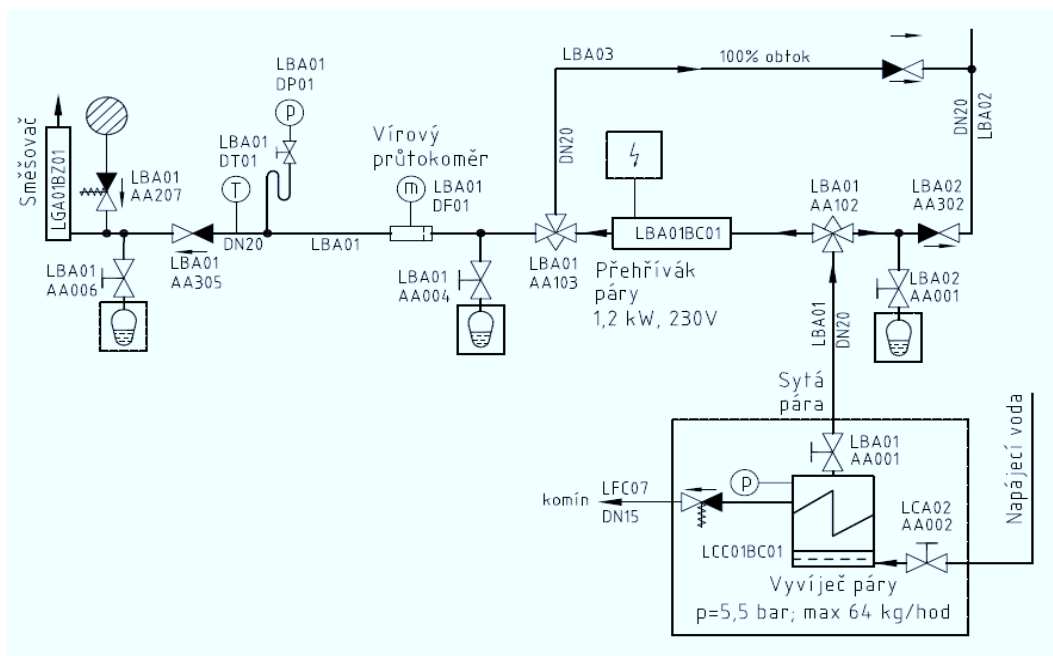 LBA03
100% obtok
LBA01
DP01
P
LBA01
DT01
T
Vírový
průtokoměr
m
LBA01
DF01
DN20
DN20
LBA02
Směšovač
LGA01BZ01
LBA01
AA207
DN20
LBA01
LBA01
AA305
LBA01
AA006
LBA01
AA004
LBA01
AA103
LBA01BC01
LBA01
AA102
LBA02
AA302
LBA02
AA001
Přehřívák
páry
1,2 kW, 230V
LBA01
DN20
Sytá
pára
LBA01
AA001
P
komín
LFC07
DN15
LCC01BC01
LCA02
AA002
Napájecí voda
Vyvíječ páry
p=5,5 bar; max 64 kg/hod